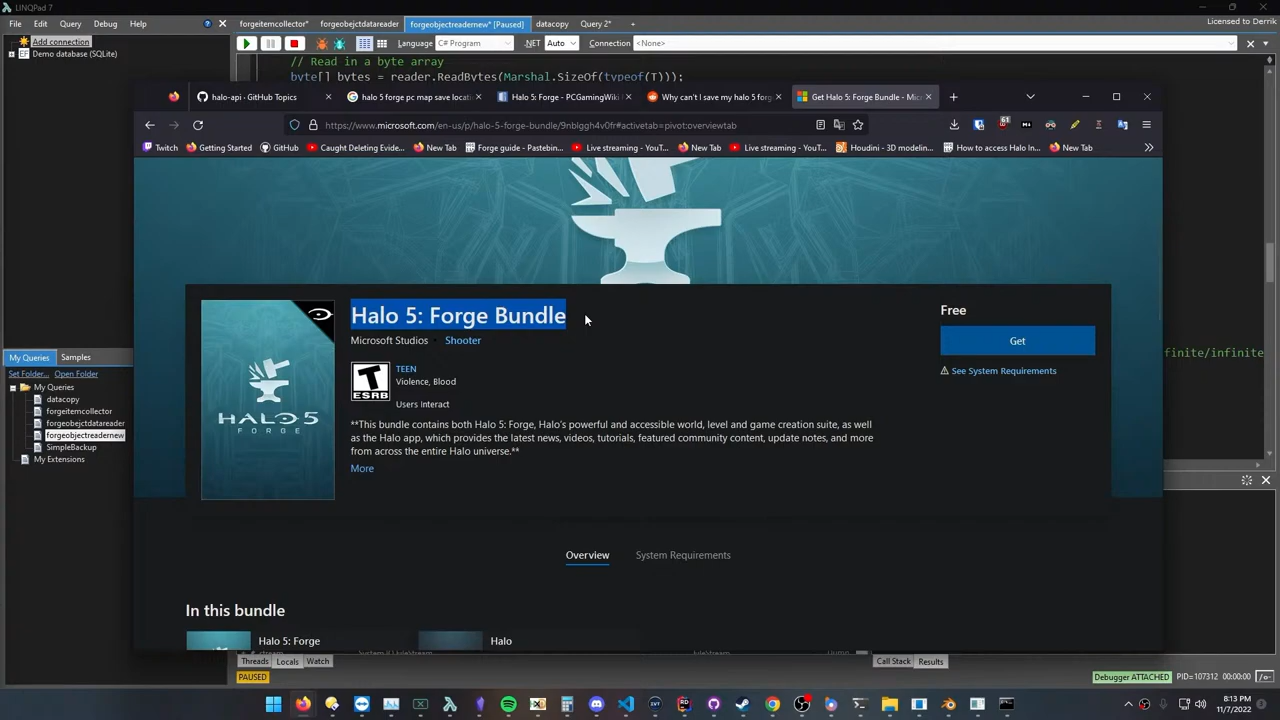 LINQPad 7
File Edit Query Debug Help
forgeitemcollector* forgeobejctdatareader forgeobjectreadernew* [Paused] datacopy Query 2* +
Licensed to Derrik
Language C# Program .NET Auto Connection <None>
Add connection
Demo database (SQLite)
// Read in a byte array
byte[] bytes = reader.ReadBytes(Marshal.SizeOf(typeof(T)));
halo-api · GitHub Topics
halo 5 forge pc map save locati
Halo 5: Forge - PCGamingWiki
Why can't I save my halo 5 forg
Get Halo 5: Forge Bundle - Micr
https://www.microsoft.com/en-us/p/halo-5-forge-bundle/9nblggh4v0fr#activetab=pivot:overviewtab
61
Twitch Getting Started GitHub Caught Deleting Evide... New Tab Forge guide - Pastebin... Live streaming - YouT... New Tab Live streaming - YouT... Houdini - 3D modelin... How to access Halo In... New Tab
Halo 5: Forge Bundle
Microsoft Studios Shooter
T
ESRB
TEEN
Violence, Blood
Users Interact
Free
Get
See System Requirements
HALO 5
FORGE
**This bundle contains both Halo 5: Forge, Halo's powerful and accessible world, level and game creation suite, as well
as the Halo app, which provides the latest news, videos, tutorials, featured community content, update notes, and more
from across the entire Halo universe.**
More
Overview System Requirements
In this bundle
Halo 5: Forge
Halo
finite/infinite
My Queries Samples
Set Folder... Open Folder
My Queries
datacopy
forgeitemcollector
forgeobejctdatareader
forgeobjectreadernew
SimpleBackup
My Extensions
Threads Locals Watch
Call Stack Results
PAUSED
Debugger ATTACHED PID=107312 00:00:00 /o-
8:13 PM
11/7/2022